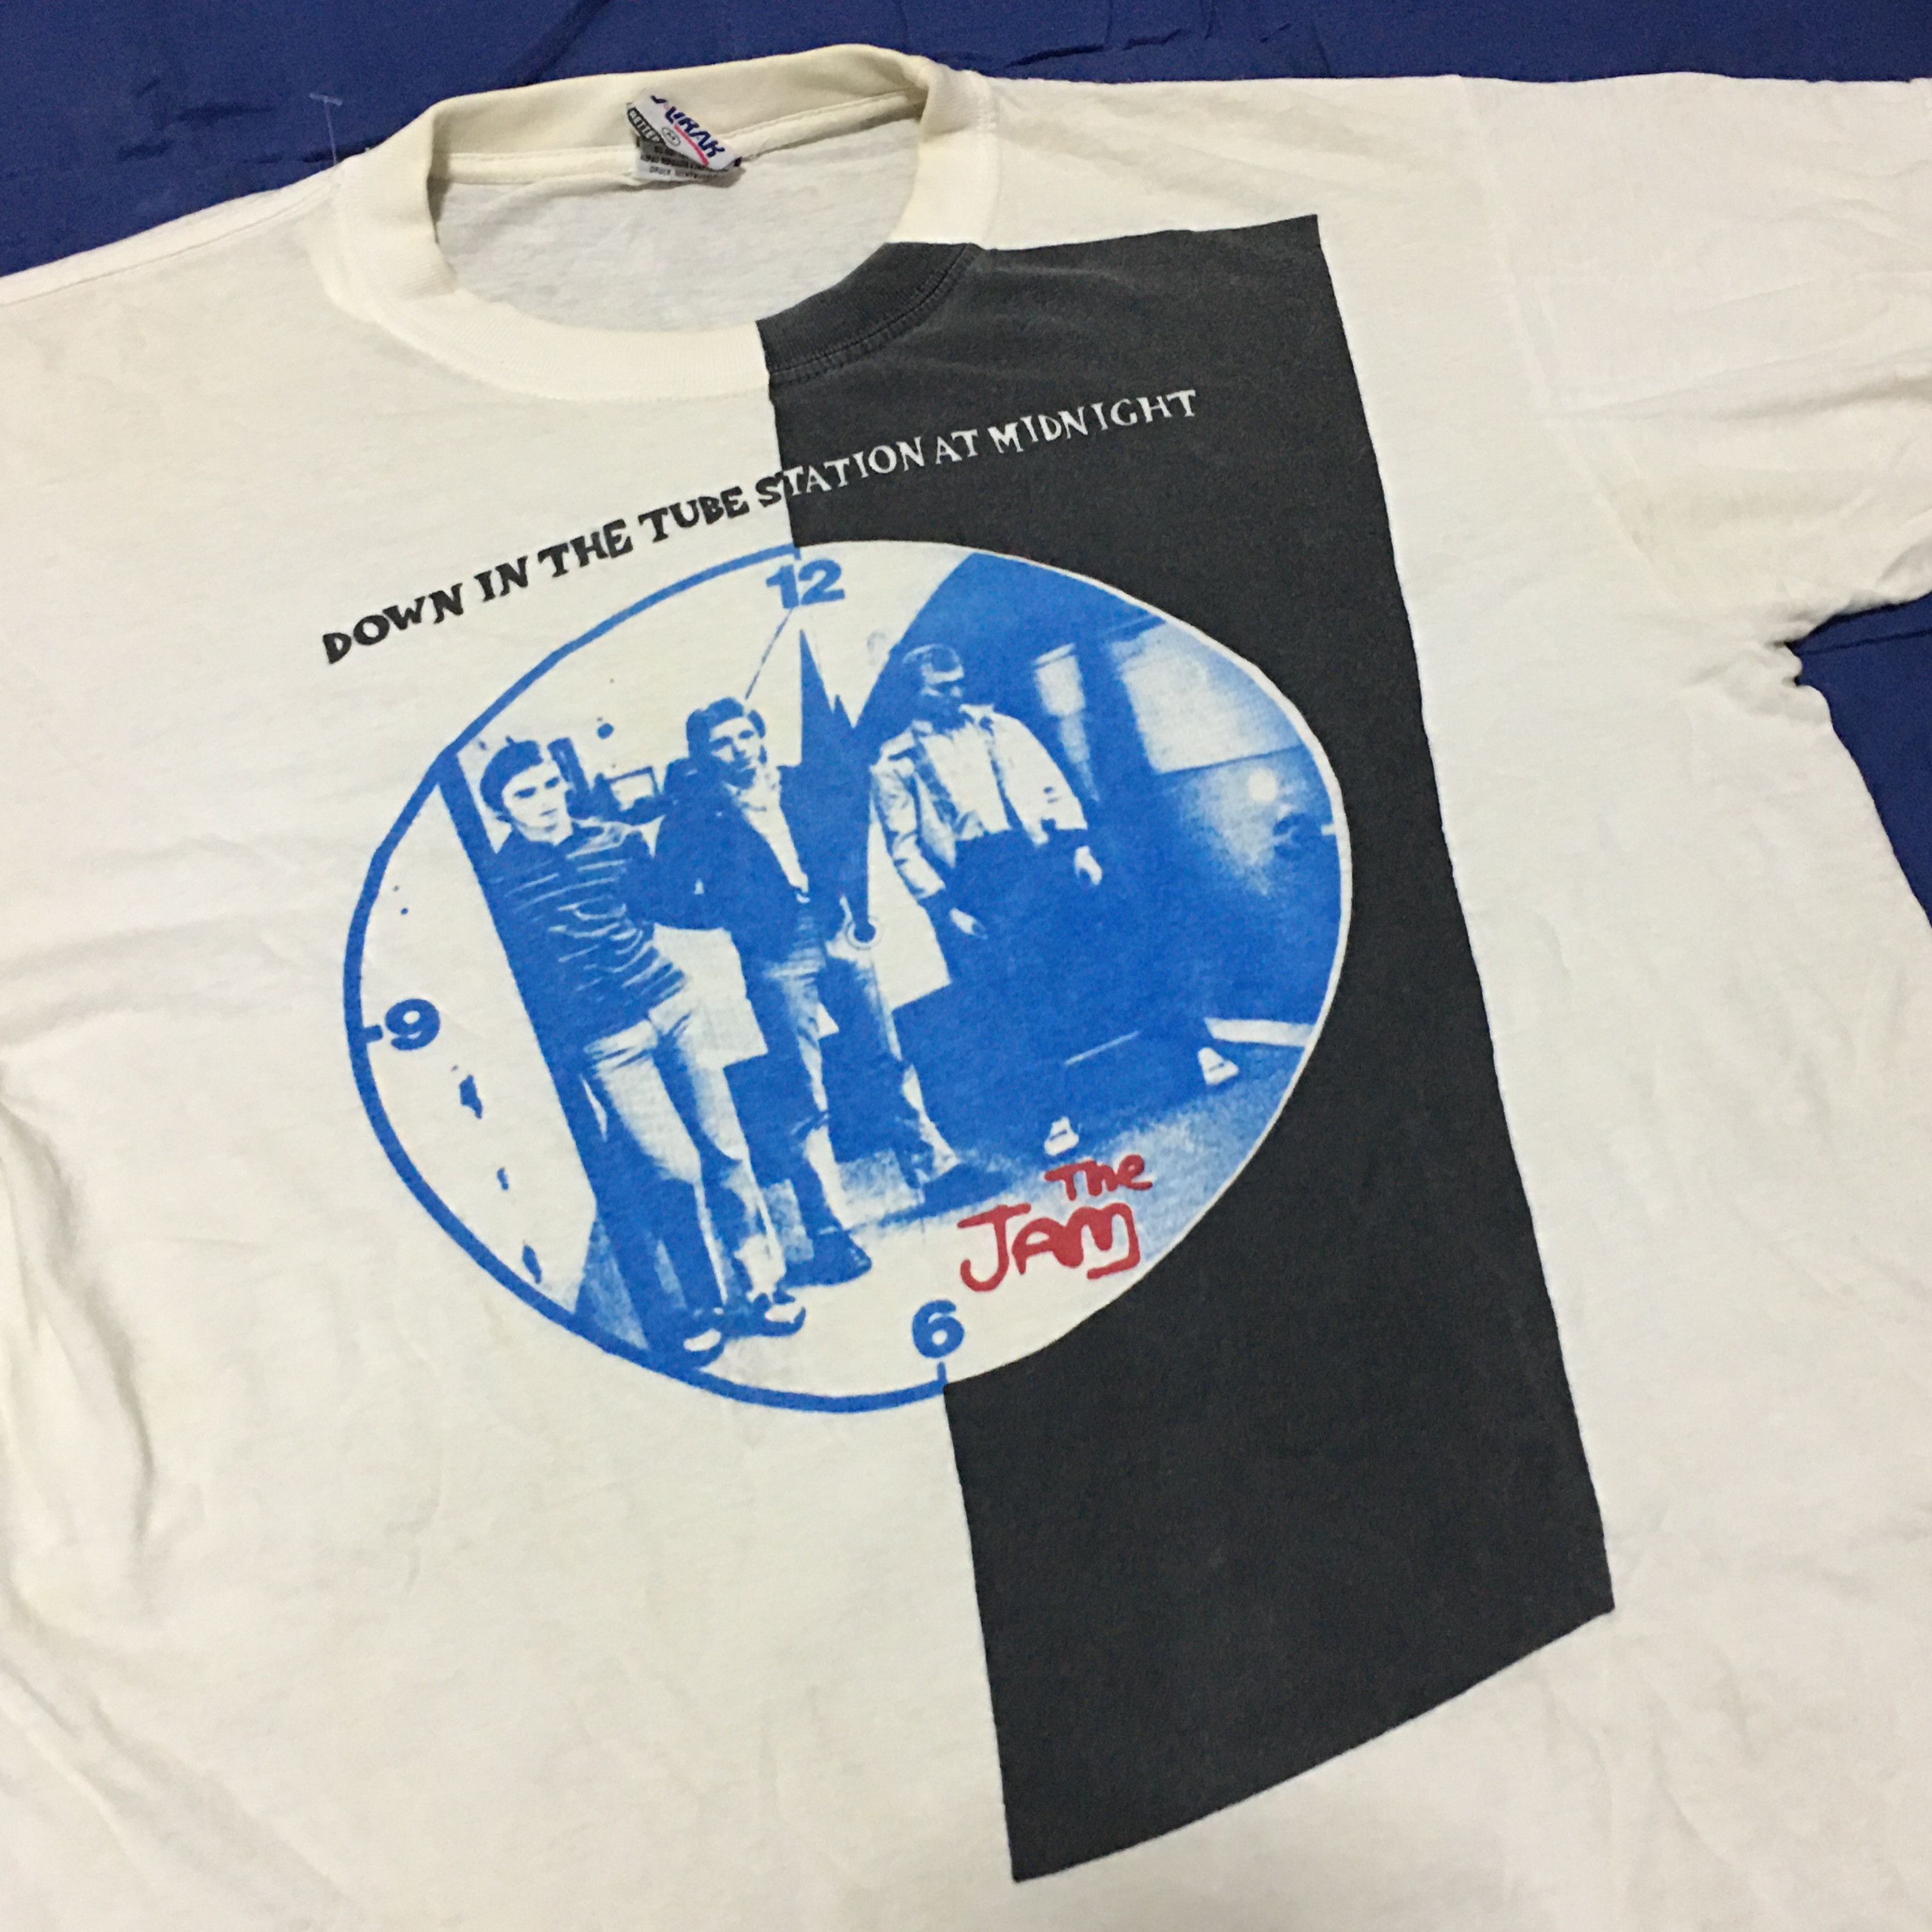 DOWN IN THE TUBE STATION AT MIDNIGHT
12
9
6
The
JAM